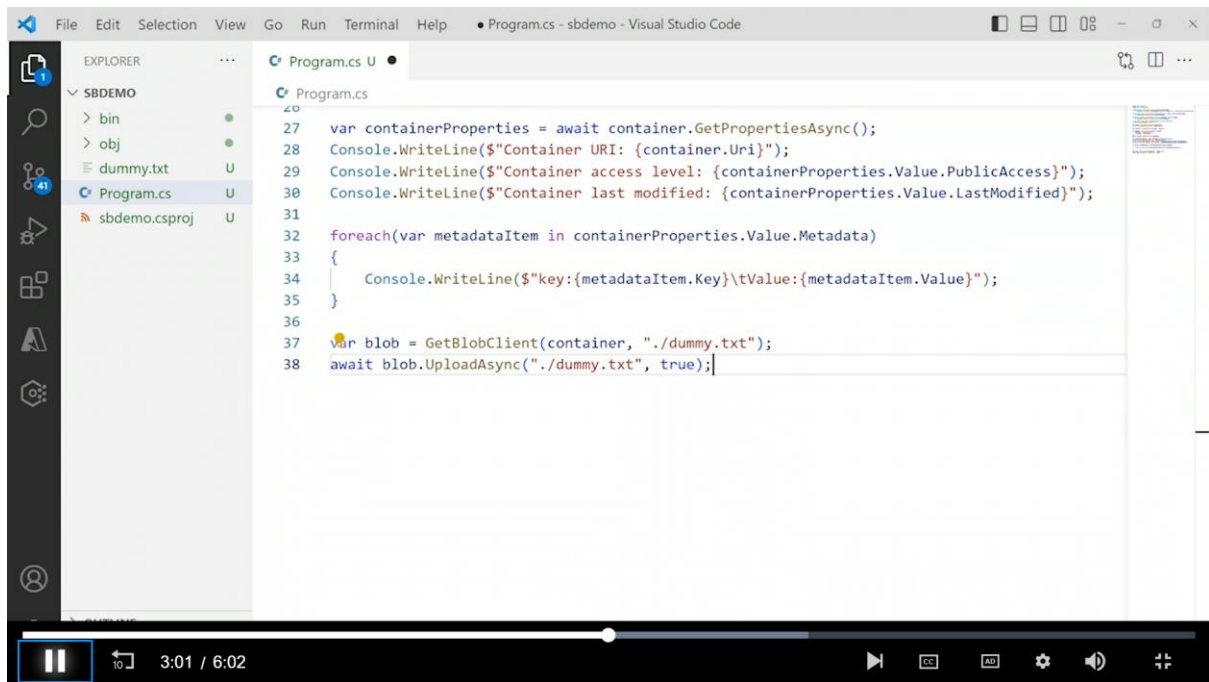 File Edit Selection View Go Run Terminal Help ● Program.cs - sbdemo - Visual Studio Code
EXPLORER ...
C# Program.cs U ●
SBDEMO
C# Program.cs
> bin
> obj
dummy.txt U
C# Program.cs U
sbdemo.csproj U
1
41
26
27 var containerProperties = await container.GetPropertiesAsync();
28 Console.WriteLine($"Container URI: {container.Uri}");
29 Console.WriteLine($"Container access level: {containerProperties.Value.PublicAccess}");
30 Console.WriteLine($"Container last modified: {containerProperties.Value.LastModified}");
31
32 foreach(var metadataItem in containerProperties.Value.Metadata)
33 {
34 Console.WriteLine($"key:{metadataItem.Key}\tValue:{metadataItem.Value}");
35 }
36
37 var blob = GetBlobClient(container, "./dummy.txt");
38 await blob.UploadAsync("./dummy.txt", true);
10 3:01 / 6:02
CC
AD